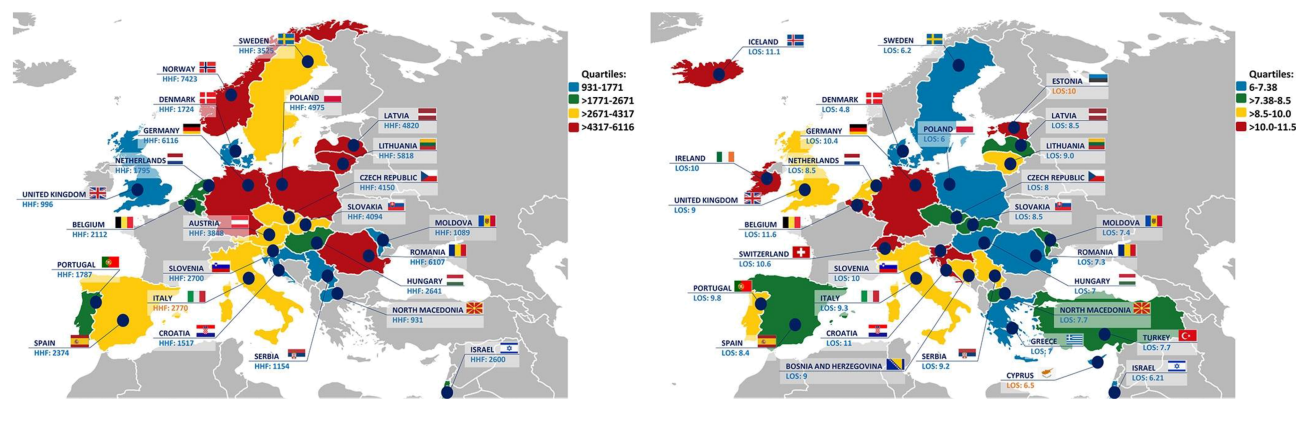 SWEDEN
HHF: 3525
NORWAY
HHF: 7423
DENMARK
HHF: 1724
POLAND
HHF: 4975
LATVIA
HHF: 4820
GERMANY
HHF: 6116
LITHUANIA
HHF: 5818
NETHERLANDS
HHF: 1795
CZECH REPUBLIC
HHF: 4150
UNITED KINGDOM
HHF: 996
SLOVAKIA
HHF: 4094
BELGIUM
HHF: 2112
AUSTRIA
HHF: 3848
MOLDOVA
HHF: 1089
ROMANIA
HHF: 6107
PORTUGAL
HHF: 1787
SLOVENIA
HHF: 2700
HUNGARY
HHF: 2641
ITALY
HHF: 2770
NORTH MACEDONIA
HHF: 931
CROATIA
HHF: 1517
SPAIN
HHF: 2374
SERBIA
HHF: 1154
ISRAEL
HHF: 2600
Quartiles:
931-1771
>1771-2671
>2671-4317
>4317-6116
ICELAND
LOS: 11.1
SWEDEN
LOS: 6.2
ESTONIA
LOS:10
DENMARK
LOS: 4.8
LATVIA
LOS: 8.5
GERMANY
LOS: 10.4
POLAND
LOS: 6
LITHUANIA
LOS: 9.0
IRELAND
LOS:10
NETHERLANDS
LOS: 8.5
CZECH REPUBLIC
LOS: 8
UNITED KINGDOM
LOS: 9
SLOVAKIA
LOS: 8.5
BELGIUM
LOS: 11.6
MOLDOVA
LOS: 7.4
SWITZERLAND
LOS: 10.6
ROMANIA
LOS: 7.3
SLOVENIA
LOS: 10
HUNGARY
LOS: 7
PORTUGAL
LOS: 9.8
ITALY
LOS: 9.3
NORTH MACEDONIA
LOS: 7.7
CROATIA
LOS: 11
SPAIN
LOS: 8.4
GREECE
LOS: 7
TURKEY
LOS: 7.7
SERBIA
LOS: 9.2
BOSNIA AND HERZEGOVINA
LOS: 9
CYPRUS
LOS: 6.5
ISRAEL
LOS: 6.21
Quartiles:
6-7.38
>7.38-8.5
>8.5-10.0
>10.0-11.5